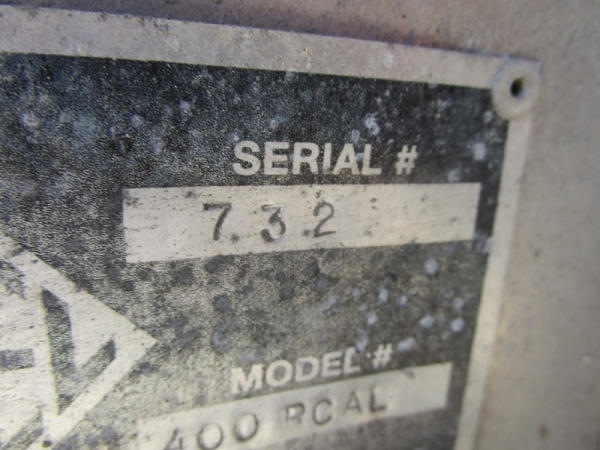 SERIAL #
732
MODEL #
400 RCAL